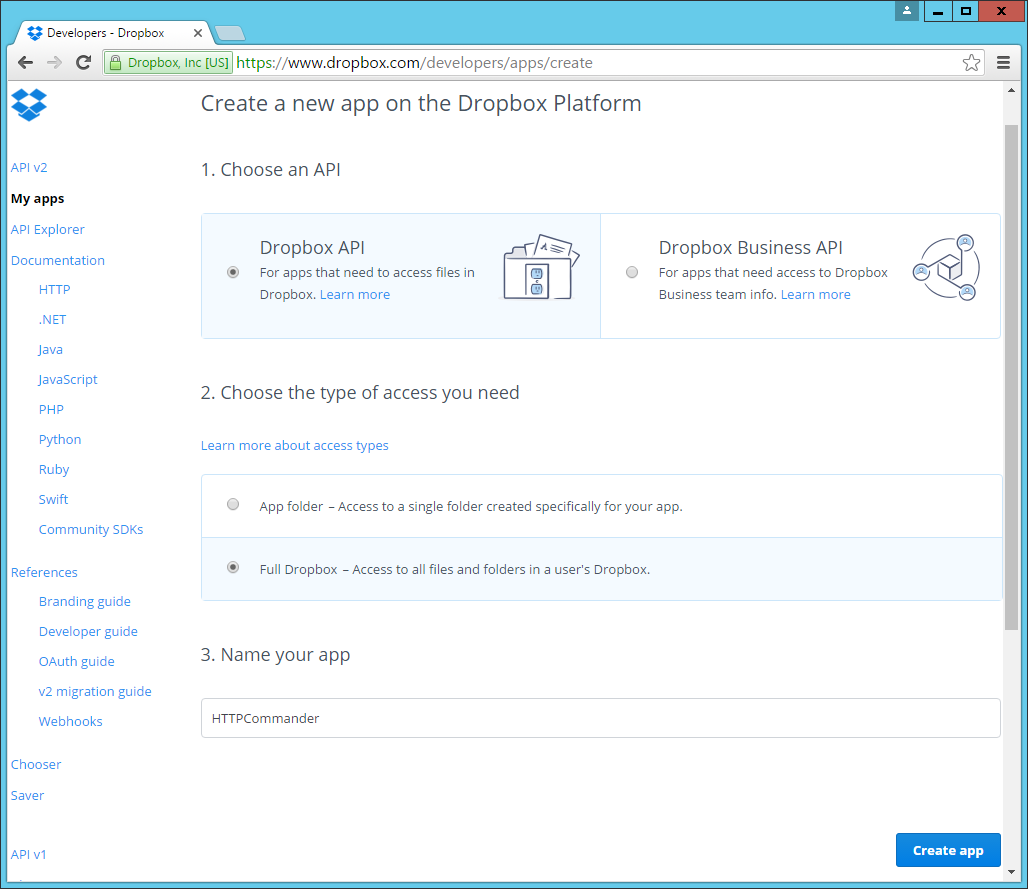 Developers - Dropbox
Dropbox, Inc [US] https://www.dropbox.com/developers/apps/create
API v2
My apps
API Explorer
Documentation
HTTP
.NET
Java
JavaScript
PHP
Python
Ruby
Swift
Community SDKs
References
Branding guide
Developer guide
OAuth guide
v2 migration guide
Webhooks
Chooser
Saver
API v1
Create a new app on the Dropbox Platform
1. Choose an API
Dropbox API
For apps that need to access files in
Dropbox. Learn more
Dropbox Business API
For apps that need access to Dropbox
Business team info. Learn more
2. Choose the type of access you need
Learn more about access types
App folder – Access to a single folder created specifically for your app.
Full Dropbox – Access to all files and folders in a user's Dropbox.
3. Name your app
HTTPCommander
Create app